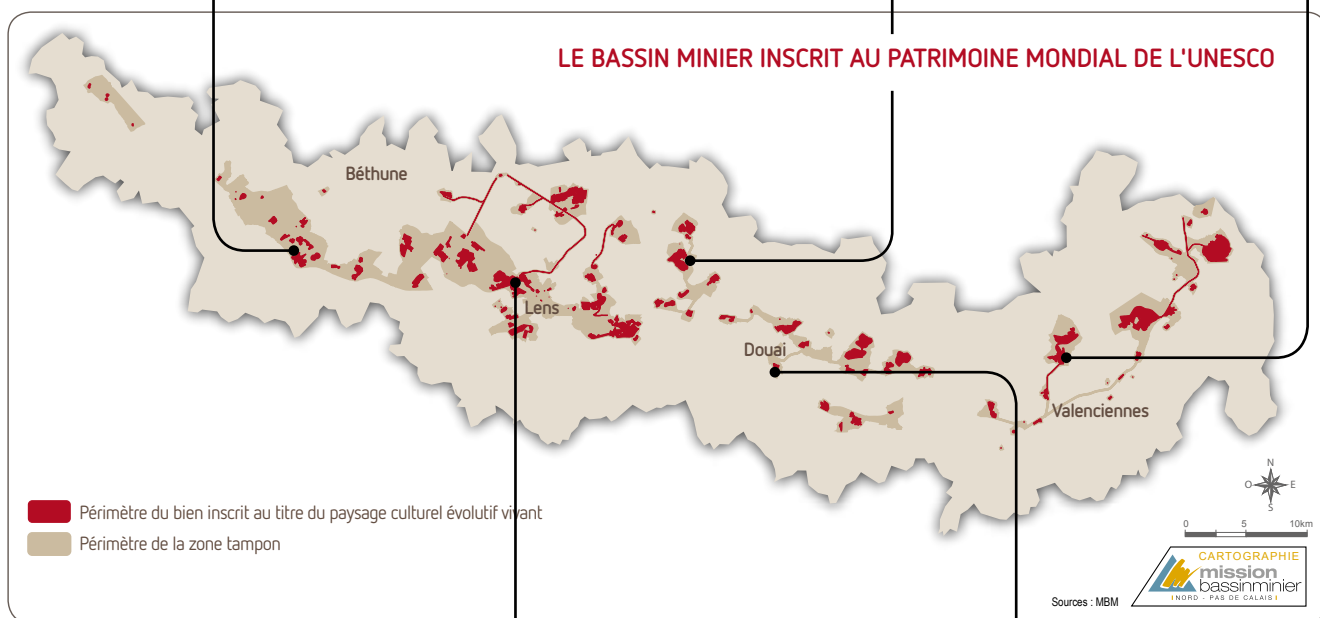 LE BASSIN MINIER INSCRIT AU PATRIMOINE MONDIAL DE L'UNESCO
Béthune
Lens
Douai
Valenciennes
Périmètre du bien inscrit au titre du paysage culturel évolutif vivant
Périmètre de la zone tampon
N
O E
S
0 5 10km
CARTOGRAPHIE
mission
bassinminier
NORD - PAS DE CALAIS
Sources : MBM